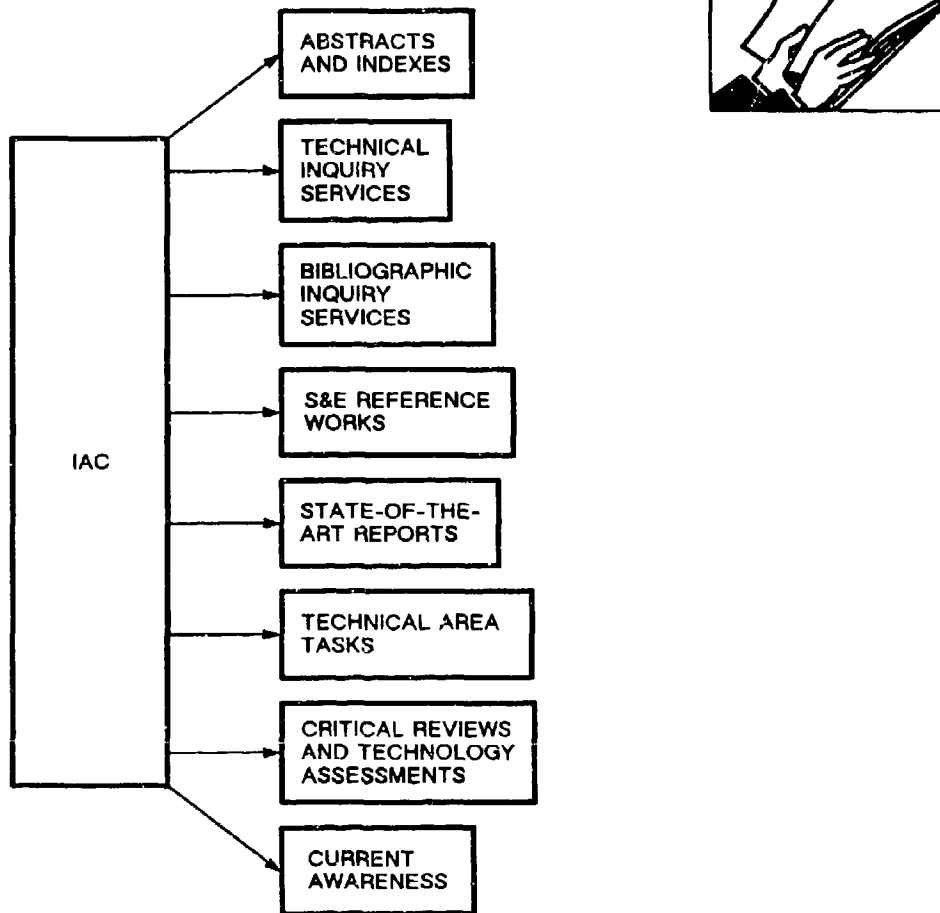 ABSTRACTS
AND INDEXES
TECHNICAL
INQUIRY
SERVICES
BIBLIOGRAPHIC
INQUIRY
SERVICES
S&E REFERENCE
WORKS
IAC
STATE-OF-THE-
ART REPORTS
TECHNICAL AREA
TASKS
CRITICAL REVIEWS
AND TECHNOLOGY
ASSESSMENTS
CURRENT
AWARENESS